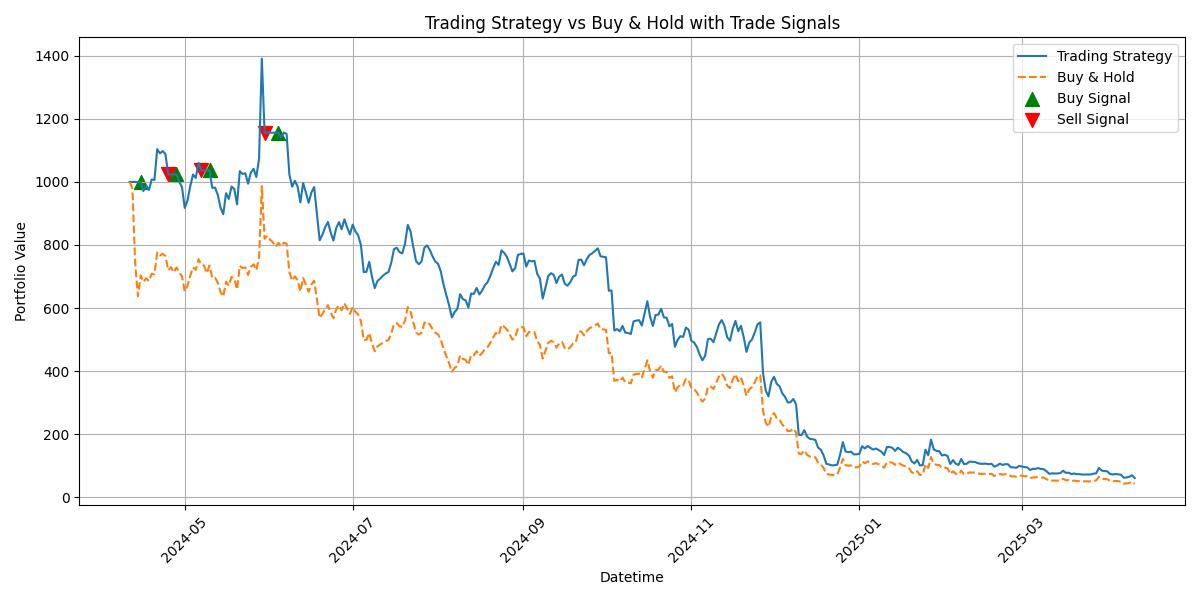 Trading Strategy vs Buy & Hold with Trade Signals
Trading Strategy
Buy & Hold
Buy Signal
Sell Signal
Portfolio Value
1400
1200
1000
800
600
400
200
0
2024-05
2024-07
2024-09
2024-11
2025-01
2025-03
Datetime